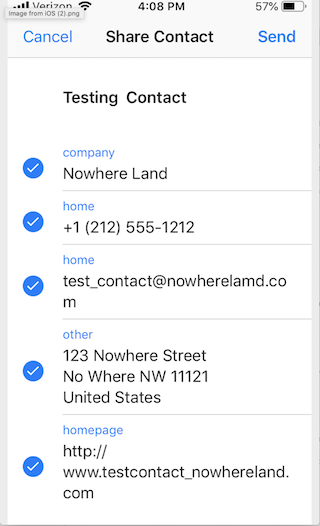 Verizon 4:08 PM 57%
Image from iOS (2).png
Cancel Share Contact Send
Testing Contact
company
Nowhere Land
home
+1 (212) 555-1212
home
test_contact@nowherelamd.co
m
other
123 Nowhere Street
No Where NW 11121
United States
homepage
http://
www.testcontact_nowhereland.
com